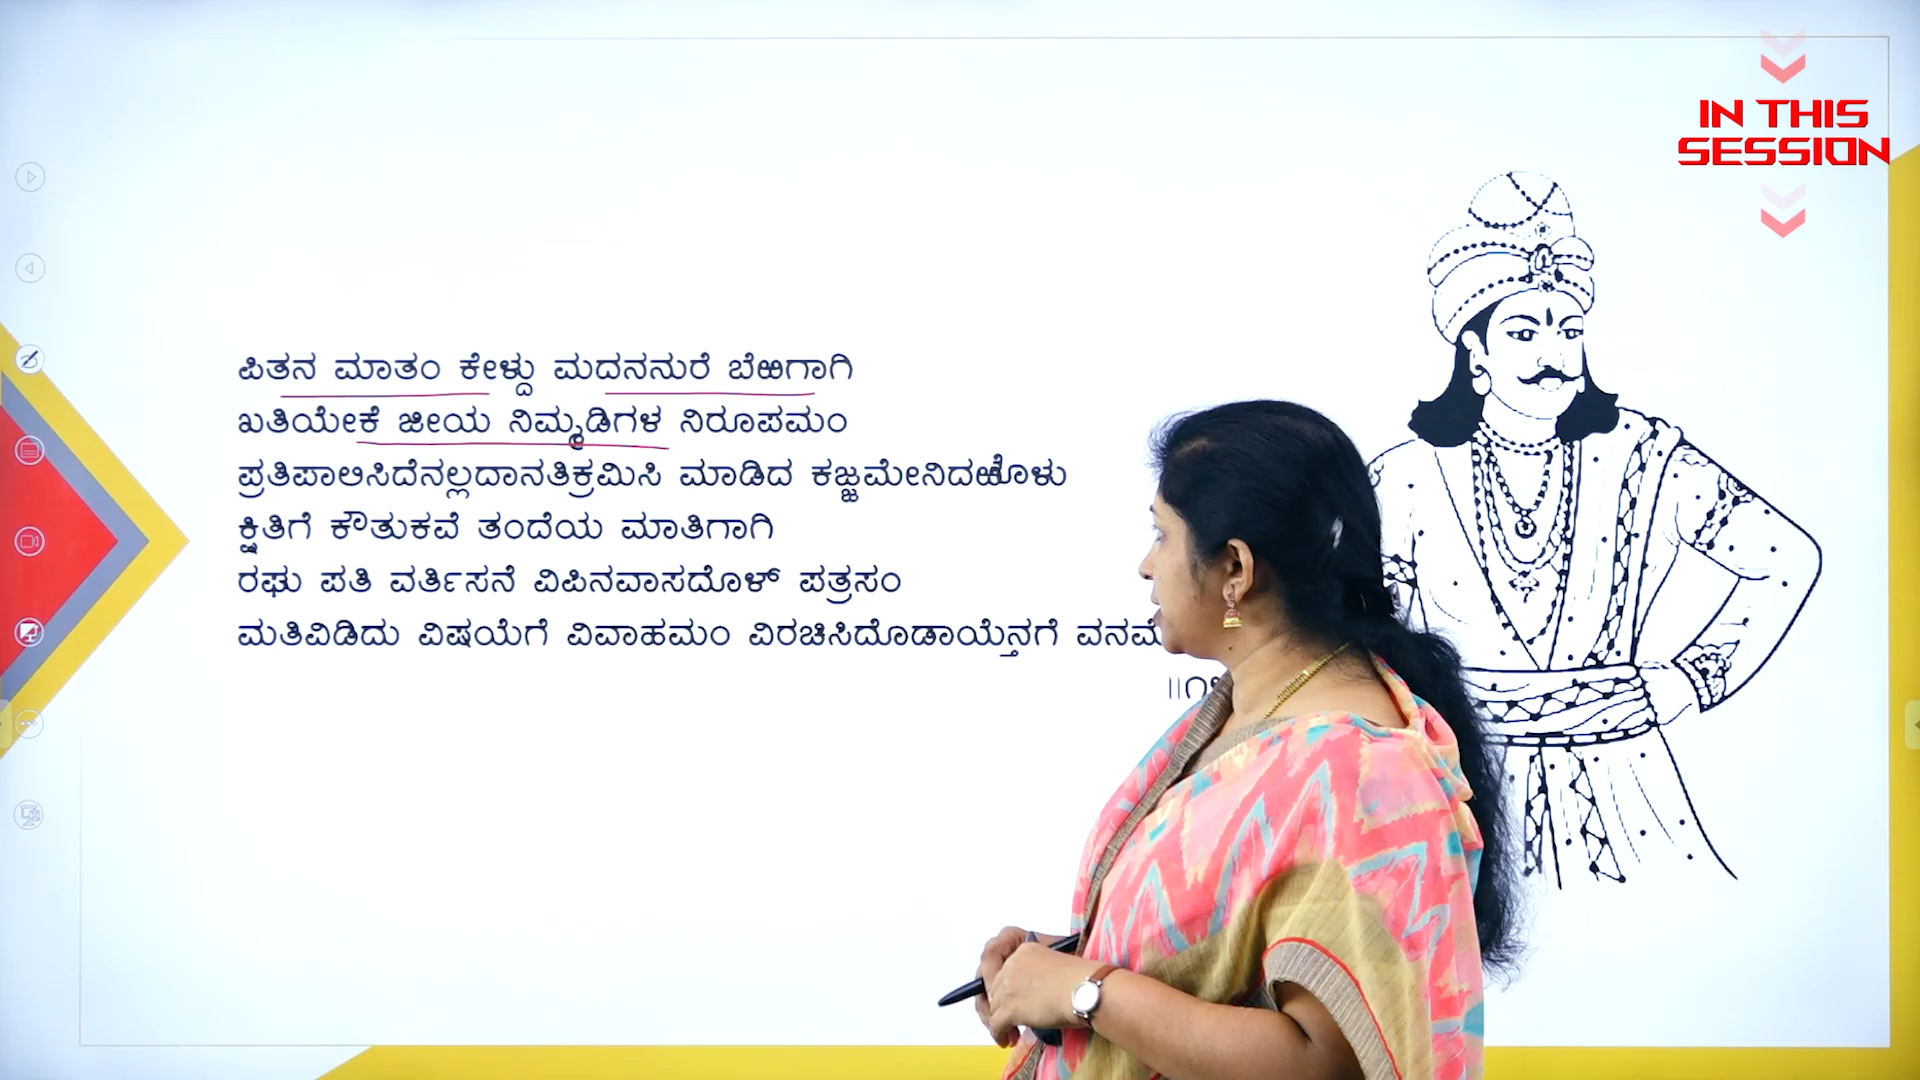 IN THIS
SESSION
ಪಿತನ ಮಾತಂ ಕೇಳ್ದು ಮದನನುರೆ ಬೆಱಗಾಗಿ
ಖತಿಯೇಕೆ ಜೀಯ ನಿಮ್ಮಡಿಗಳ ನಿರೂಪಮಂ
ಪ್ರತಿಪಾಲಿಸಿದೆನಲ್ಲದಾನತಿಕ್ರಮಿಸಿ ಮಾಡಿದ ಕಜ್ಜಮೇನಿದಱೊಳು
ಕ್ಷಿತಿಗೆ ಕೌತುಕವೆ ತಂದೆಯ ಮಾತಿಗಾಗಿ
ರಘು ಪತಿ ವರ್ತಿಸನೆ ವಿಪಿನವಾಸದೊಳ್ ಪತ್ರಸಂ
ಮತಿವಿಡಿದು ವಿಷಯೆಗೆ ವಿವಾಹಮಂ ವಿರಚಿಸಿದೊಡಾಯ್ತೆನಗೆ